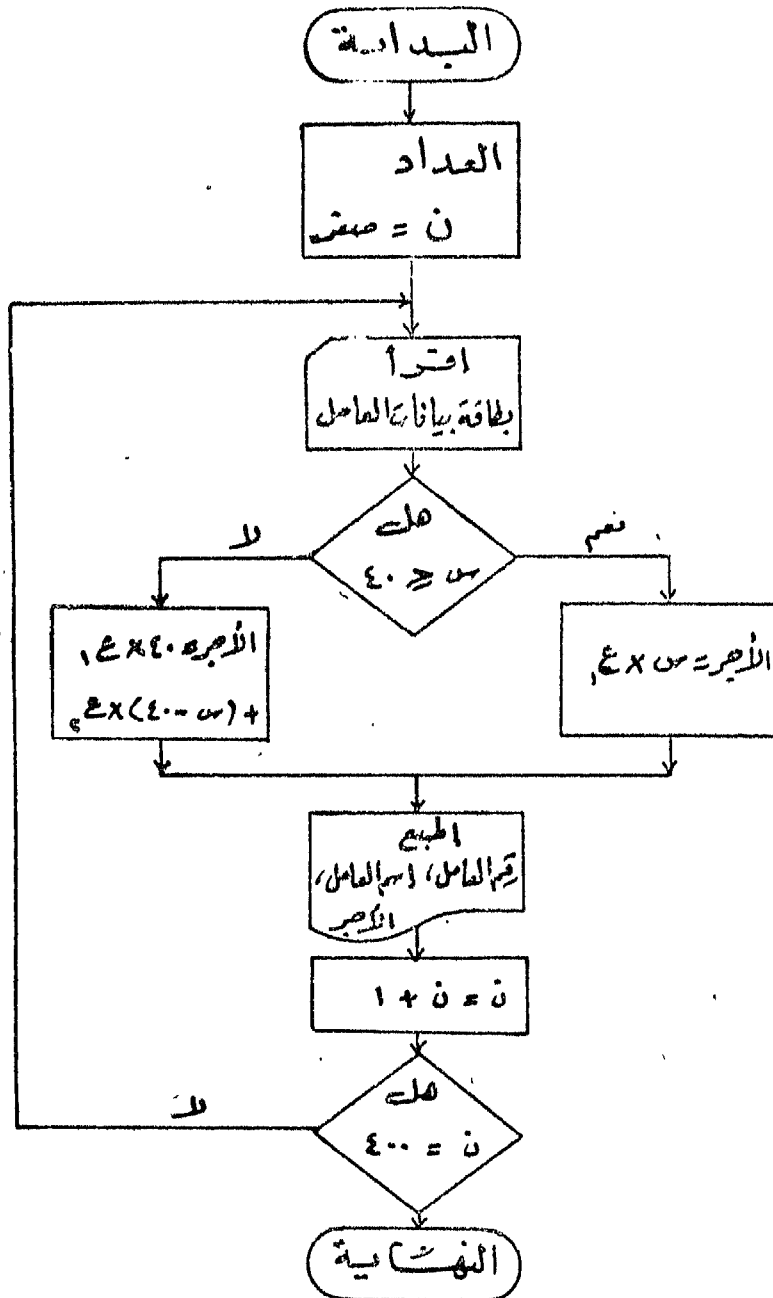 البداية
العداد
ن = صفر
اقرأ
بطاقة بيانات العامل
هل
س ≤ ٤٠
نعم
لا
الأجر = س × ع١
الأجر = ٤٠ × ع١
+ (س - ٤٠) × ع٢
اطبع
رقم العامل، اسم العامل،
الأجر
ن = ن + ١
هل
ن = ٤٠٠
لا
النهاية